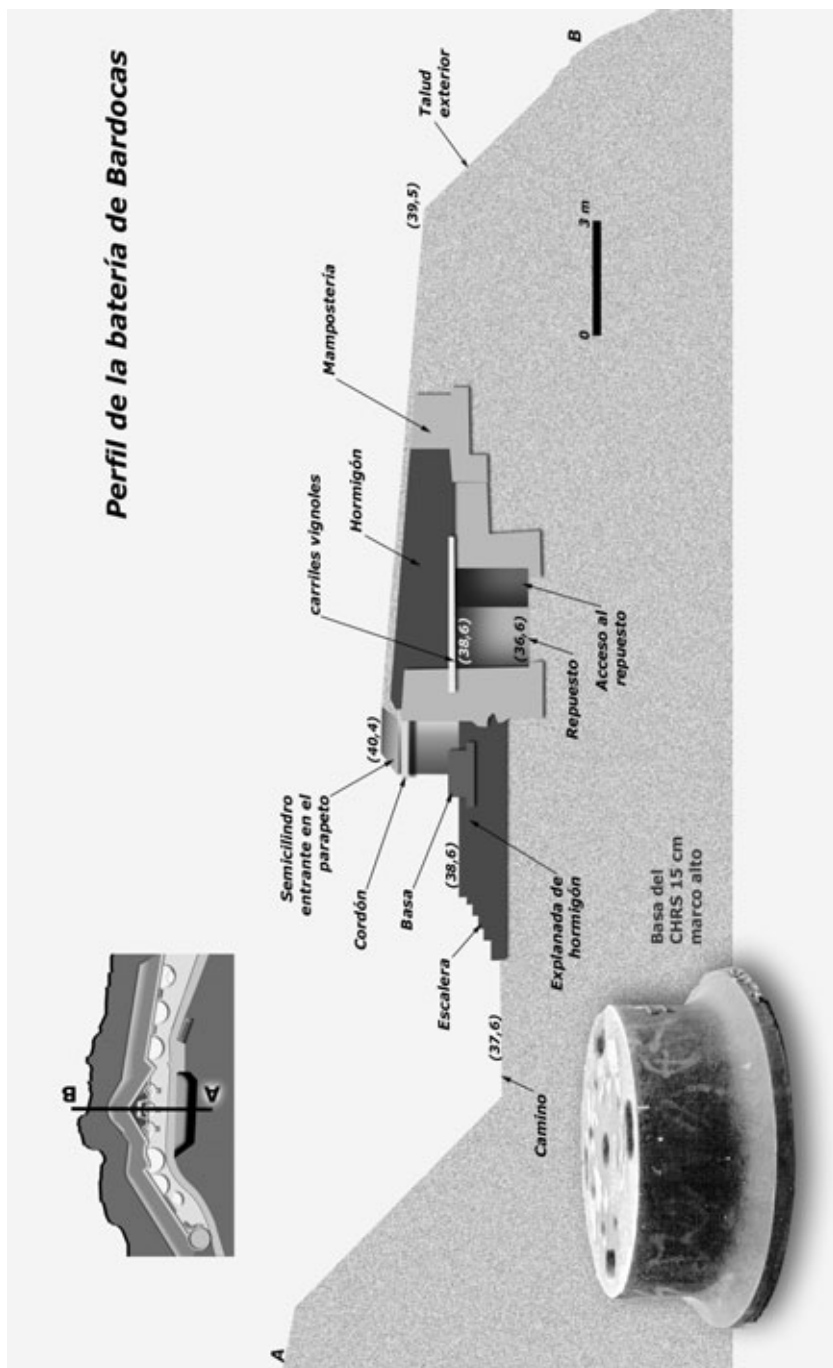 Perfil de la batería de Bardocas
A
B
A
B
Talud
exterior
(39,5)
Mampostería
Hormigón
carriles vignoles
Semicilindro
entrante en el
parapeto
(40,4)
Cordón
Basa
(38,6)
Escalera
(37,6)
Camino
Explanada de
hormigón
(38,6)
(36,6)
Repuesto
Acceso al
repuesto
0
3 m
Basa del
CHRS 15 cm
marco alto